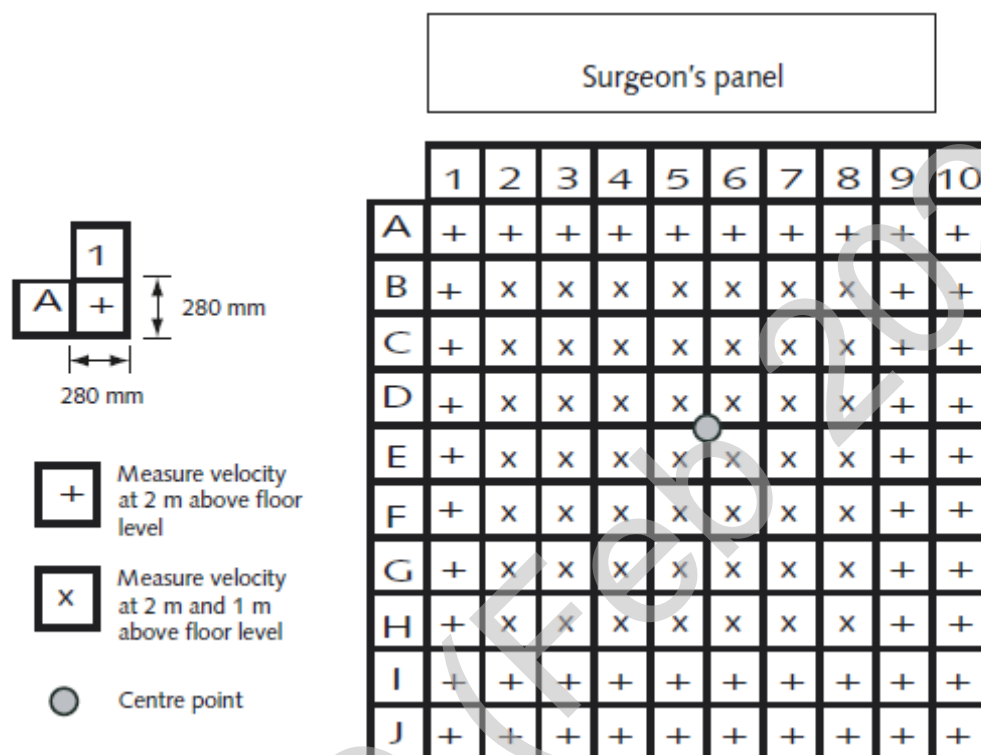 Surgeon's panel
1 2 3 4 5 6 7 8 9 10
A + + + + + + + + + +
B + x x x x x x x + +
C + x x x x x x x + +
D + x x x x x x x + +
E + x x x x x x x + +
F + x x x x x x x + +
G + x x x x x x x + +
H + x x x x x x x + +
I + + + + + + + + + +
J + + + + + + + + + +
1
A +
280 mm
280 mm
+
Measure velocity
at 2 m above floor
level
x
Measure velocity
at 2 m and 1 m
above floor level
Centre point
(Feb